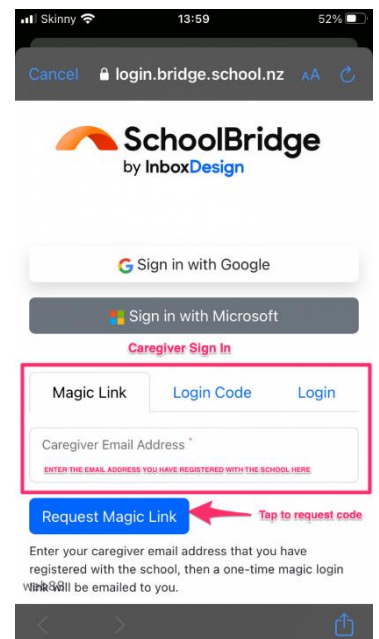 Skinny 13:59 52%
Cancel login.bridge.school.nz AA
SchoolBridge
by InboxDesign
Sign in with Google
Sign in with Microsoft
Caregiver Sign In
Magic Link Login Code Login
Caregiver Email Address *
ENTER THE EMAIL ADDRESS YOU HAVE REGISTERED WITH THE SCHOOL HERE
Request Magic Link Tap to request code
Enter your caregiver email address that you have
registered with the school, then a one-time magic login
will be emailed to you.